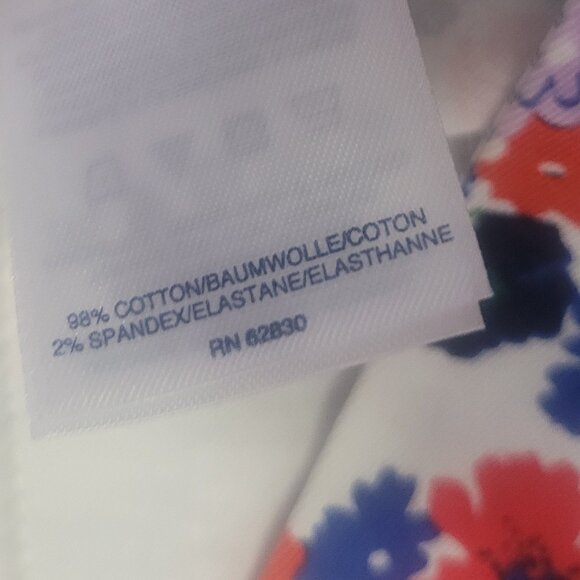 98% COTTON/BAUMWOLLE/COTON
2% SPANDEX/ELASTANE/ELASTHANNE
RN 62830